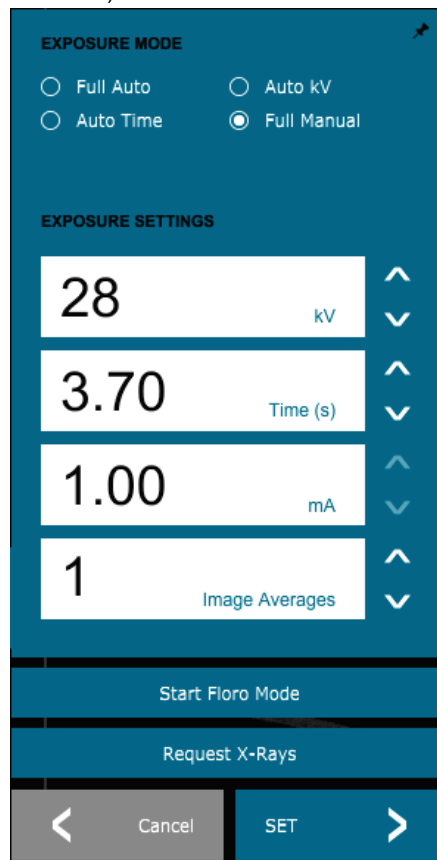 EXPOSURE MODE
Full Auto Auto kV
Auto Time Full Manual
EXPOSURE SETTINGS
28 kV
3.70 Time (s)
1.00 mA
1 Image Averages
Start Floro Mode
Request X-Rays
Cancel SET